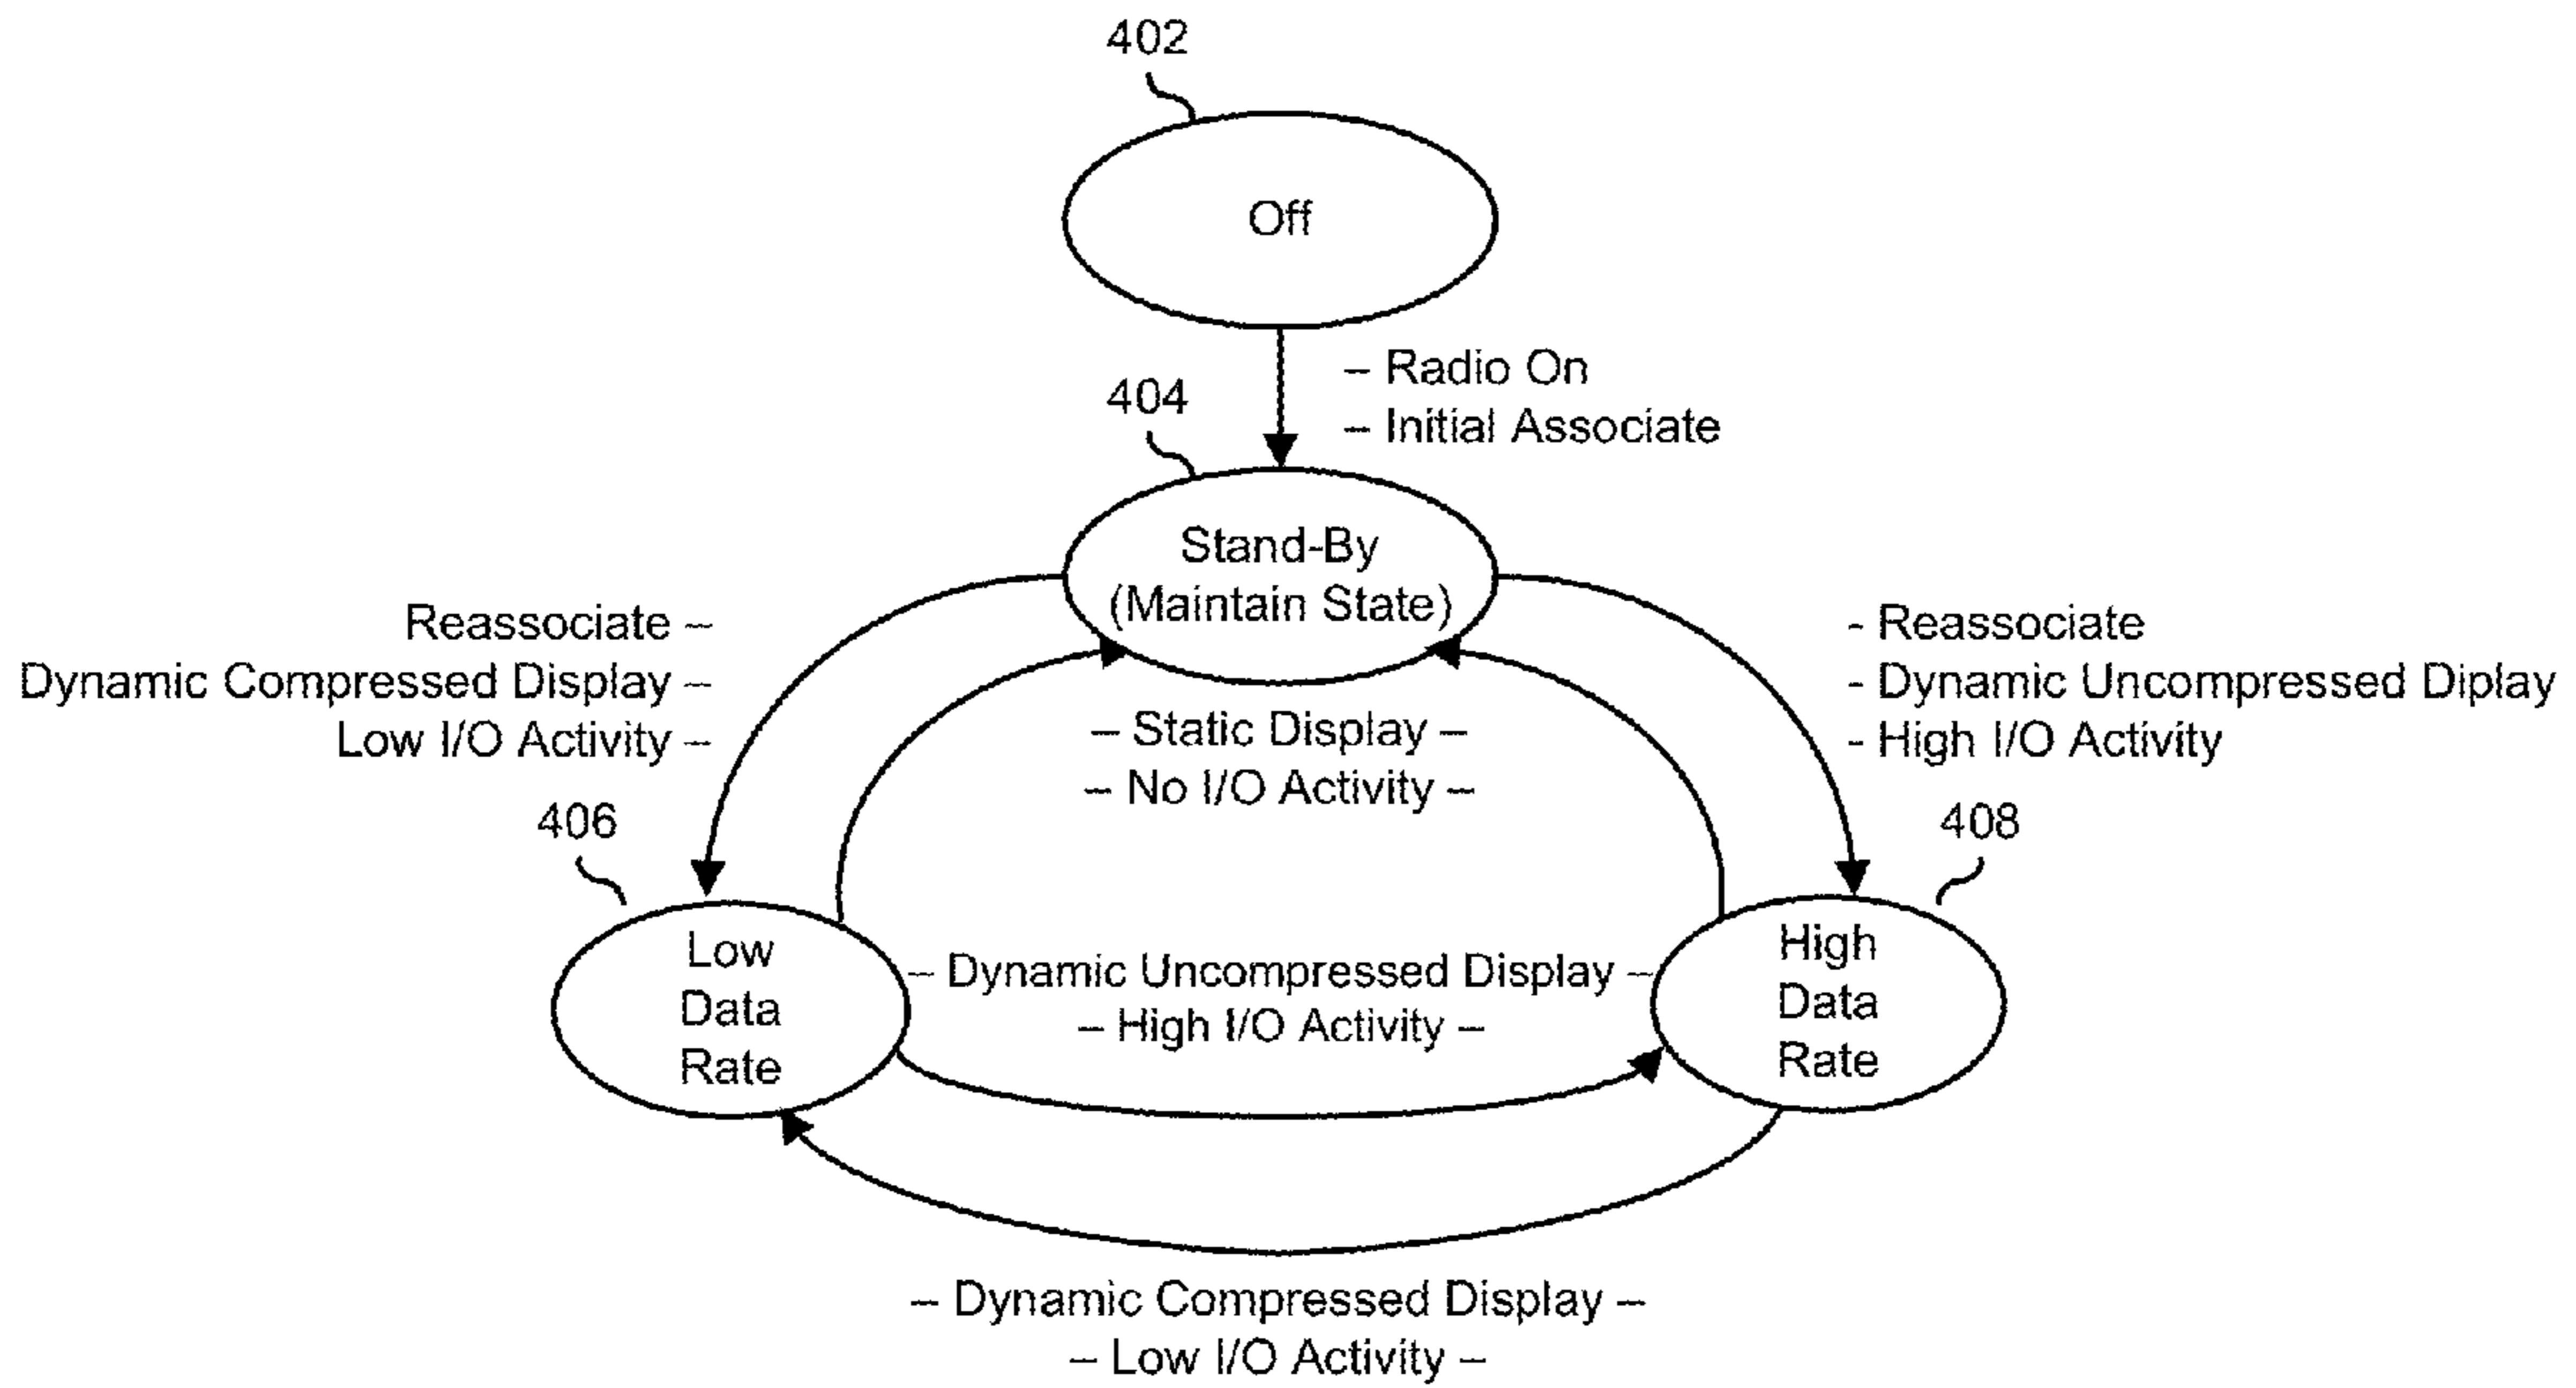 402
Off
– Radio On
– Initial Associate
404
Stand-By
(Maintain State)
Reassociate –
Dynamic Compressed Display –
Low I/O Activity –
- Reassociate
- Dynamic Uncompressed Diplay
- High I/O Activity
– Static Display –
– No I/O Activity –
406
408
Low
Data
Rate
– Dynamic Uncompressed Display –
– High I/O Activity –
High
Data
Rate
– Dynamic Compressed Display –
– Low I/O Activity –